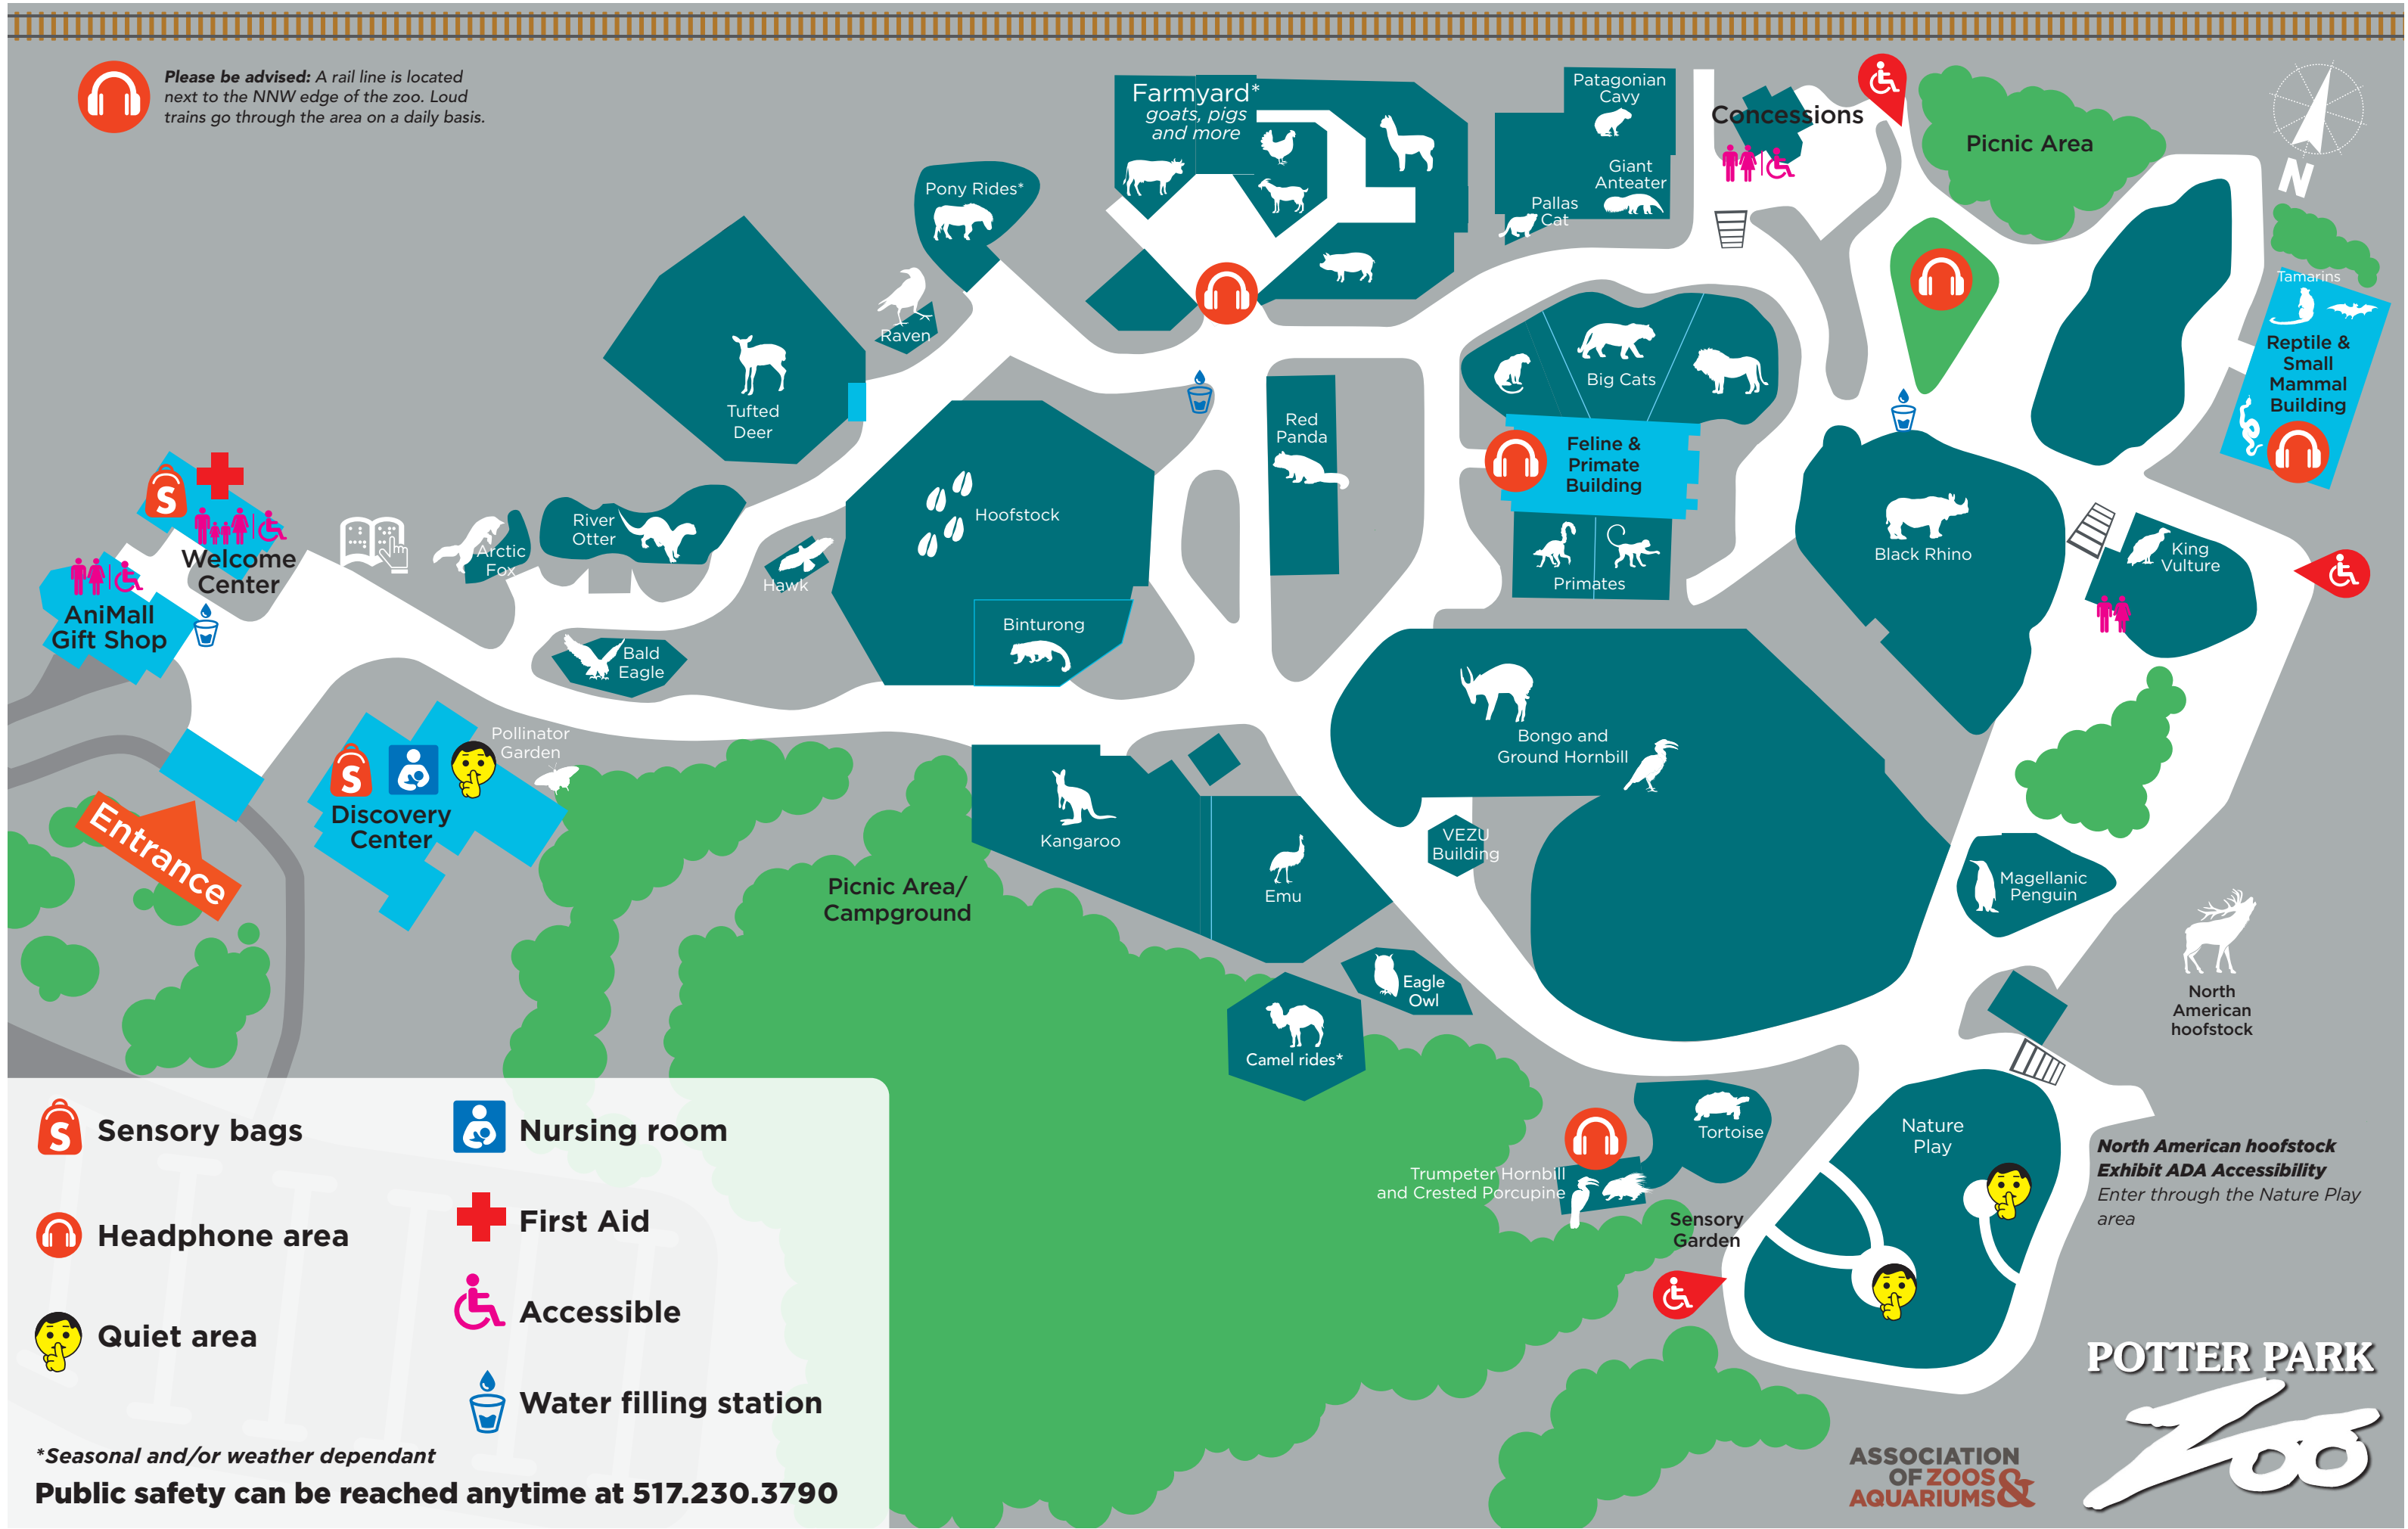 Please be advised: A rail line is located
next to the NNW edge of the zoo. Loud
trains go through the area on a daily basis.
Farmyard*
goats, pigs
and more
Patagonian
Cavy
Giant
Anteater
Pallas
Cat
Concessions
Picnic Area
N
Pony Rides*
Raven
Tufted
Deer
Tamarins
Reptile &
Small
Mammal
Building
Big Cats
Feline &
Primate
Building
Primates
Red
Panda
Hoofstock
Binturong
Black Rhino
King
Vulture
S
Welcome
Center
AniMall
Gift Shop
Arctic
Fox
River
Otter
Hawk
Bald
Eagle
Pollinator
Garden
S
Discovery
Center
Entrance
Picnic Area/
Campground
Kangaroo
Emu
Bongo and
Ground Hornbill
VEZU
Building
Magellanic
Penguin
North
American
hoofstock
Eagle
Owl
Camel rides*
Tortoise
Trumpeter Hornbill
and Crested Porcupine
Sensory
Garden
Nature
Play
North American hoofstock
Exhibit ADA Accessibility
Enter through the Nature Play
area
S
Sensory bags
Headphone area
Quiet area
Nursing room
First Aid
Accessible
Water filling station
*Seasonal and/or weather dependant
Public safety can be reached anytime at 517.230.3790
ASSOCIATION
OF ZOOS
AQUARIUMS &
POTTER PARK
Zoo